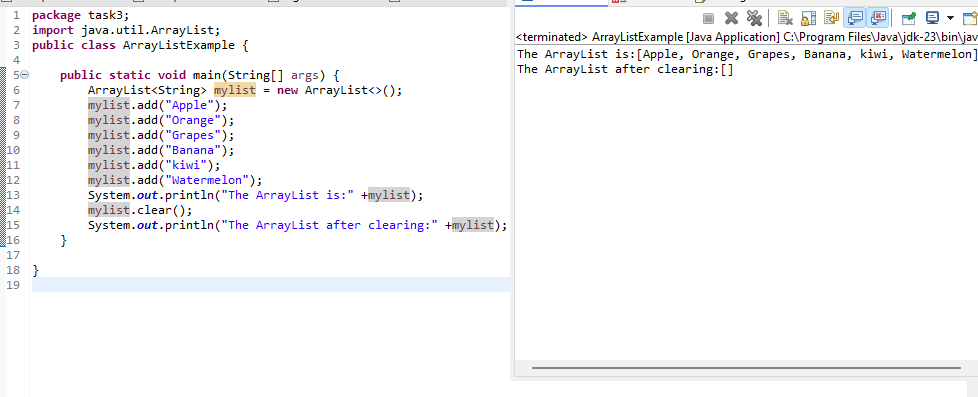 1 package task3;
2 import java.util.ArrayList;
3 public class ArrayListExample {
4
5 public static void main(String[] args) {
6 ArrayList<String> mylist = new ArrayList<>();
7 mylist.add("Apple");
8 mylist.add("Orange");
9 mylist.add("Grapes");
10 mylist.add("Banana");
11 mylist.add("kiwi");
12 mylist.add("Watermelon");
13 System.out.println("The ArrayList is:" +mylist);
14 mylist.clear();
15 System.out.println("The ArrayList after clearing:" +mylist);
16 }
17
18 }
19
<terminated> ArrayListExample [Java Application] C:\Program Files\Java\jdk-23\bin\jav
The ArrayList is:[Apple, Orange, Grapes, Banana, kiwi, Watermelon]
The ArrayList after clearing:[]